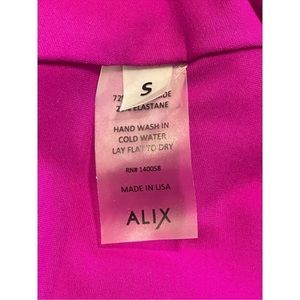 S
ELASTANE
HAND WASH IN
COLD WATER
LAY FLAT TO DRY
RN# 140058
MADE IN USA
ALIX